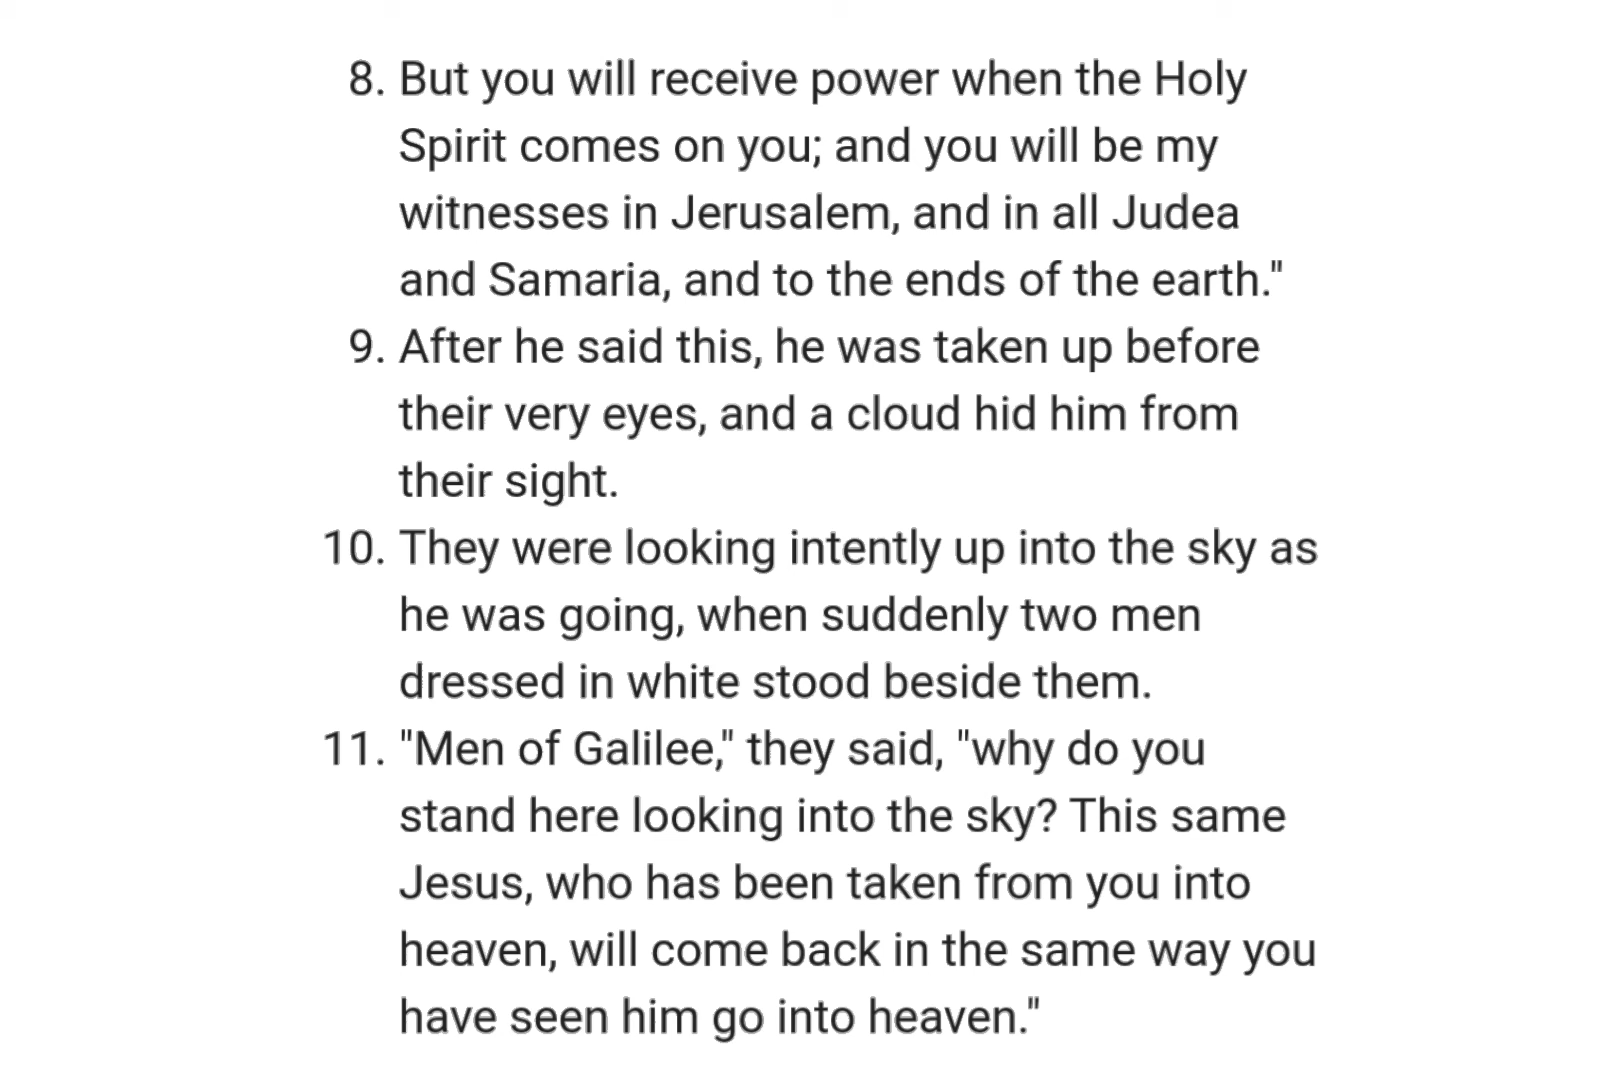 8. But you will receive power when the Holy
Spirit comes on you; and you will be my
witnesses in Jerusalem, and in all Judea
and Samaria, and to the ends of the earth."
9. After he said this, he was taken up before
their very eyes, and a cloud hid him from
their sight.
10. They were looking intently up into the sky as
he was going, when suddenly two men
dressed in white stood beside them.
11. "Men of Galilee," they said, "why do you
stand here looking into the sky? This same
Jesus, who has been taken from you into
heaven, will come back in the same way you
have seen him go into heaven."